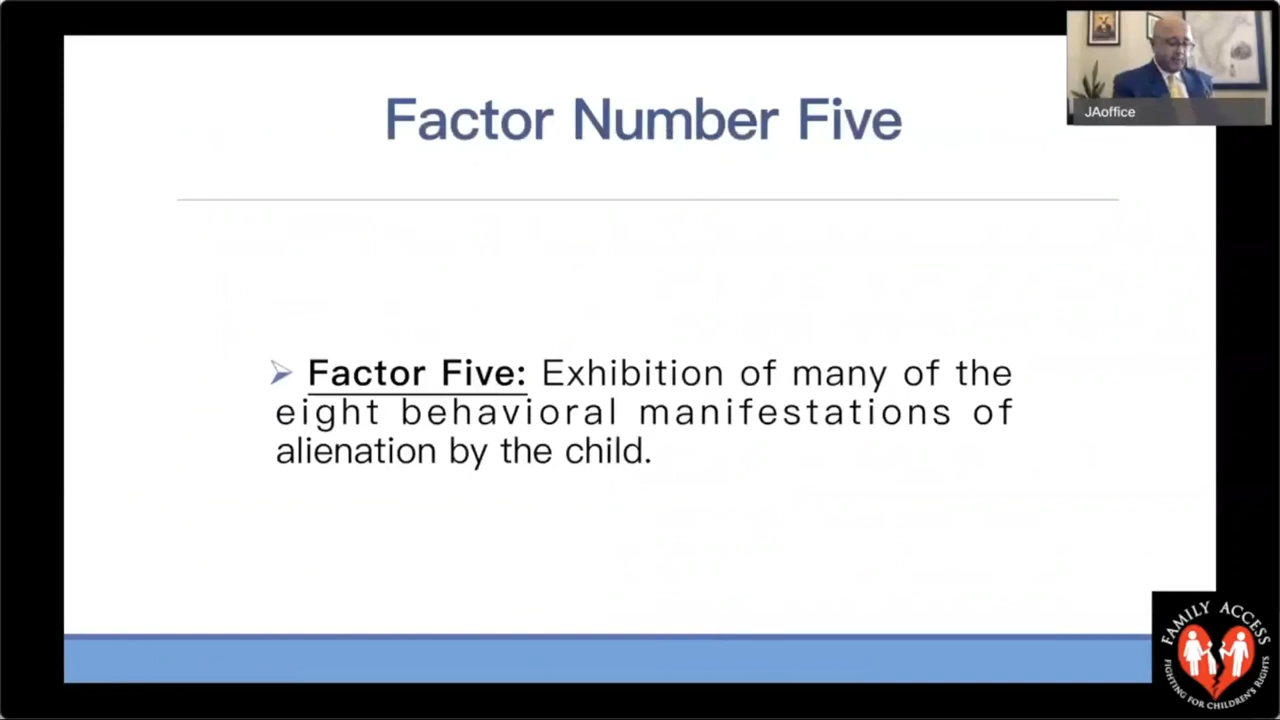 Factor Number Five
JAoffice
Factor Five: Exhibition of many of the
eight behavioral manifestations of
alienation by the child.
FAMILY ACCESS
FIGHTING FOR CHILDREN'S RIGHTS